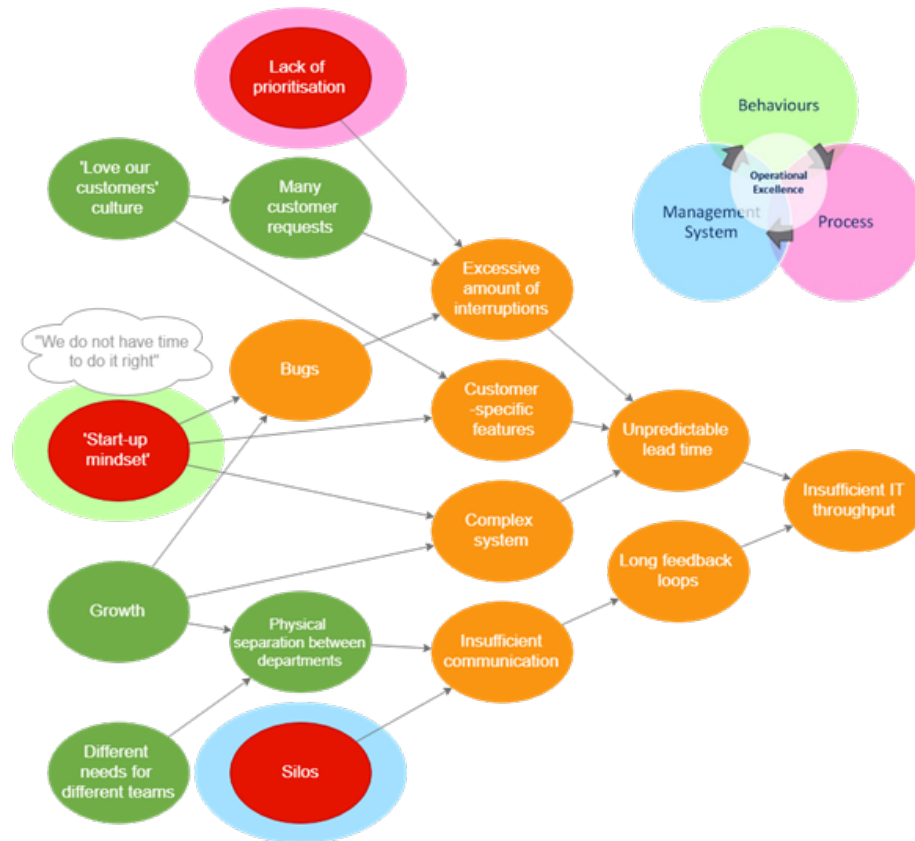 Lack of
prioritisation
Behaviours
Operational
Excellence
Management
System
Process
'Love our
customers'
culture
Many
customer
requests
Excessive
amount of
interruptions
"We do not have time
to do it right"
Bugs
Customer
-specific
features
'Start-up
mindset'
Unpredictable
lead time
Insufficient IT
throughput
Complex
system
Long feedback
loops
Growth
Physical
separation between
departments
Insufficient
communication
Different
needs for
different teams
Silos